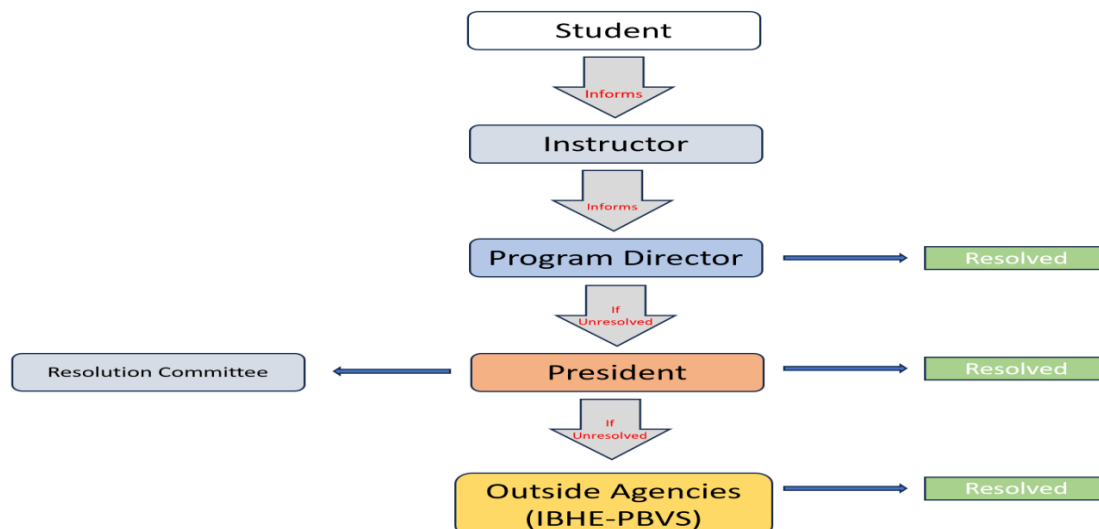 Student
Informs
Instructor
Informs
Program Director
Resolved
If
Unresolved
Resolution Committee
President
Resolved
If
Unresolved
Outside Agencies
(IBHE-PBVS)
Resolved